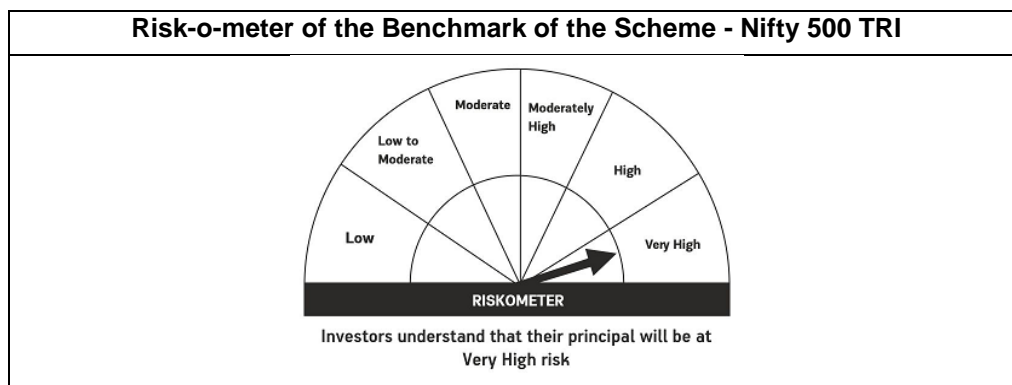 Risk-o-meter of the Benchmark of the Scheme - Nifty 500 TRI
Moderate
Moderately
High
Low to
Moderate
High
Low
Very High
RISKOMETER
Investors understand that their principal will be at
Very High risk